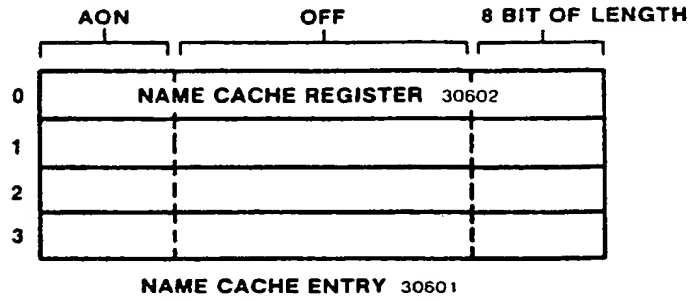 AON OFF 8 BIT OF LENGTH
0 NAME CACHE REGISTER 30602
1
2
3
NAME CACHE ENTRY 30601